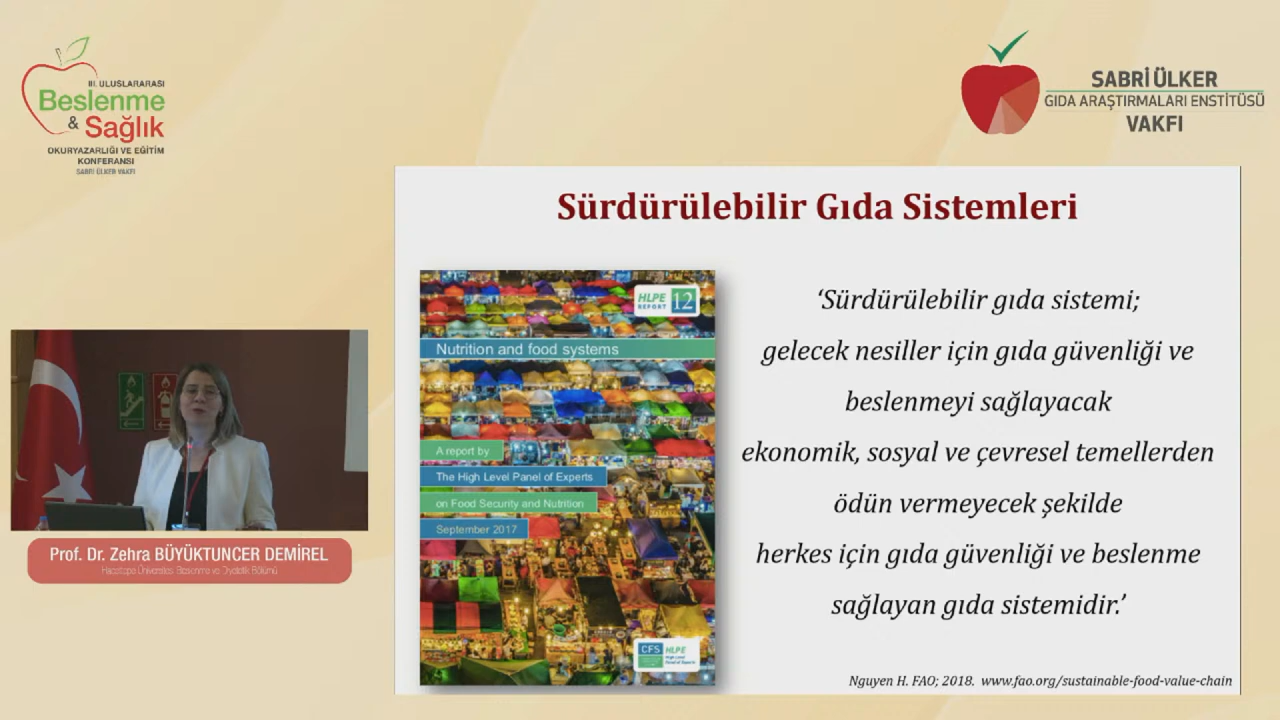 III. ULUSLARARASI
Beslenme
& Sağlık
OKURYAZARLIĞI VE EĞİTİM
KONFERANSI
SABRİ ÜLKER VAKFI
SABRİ ÜLKER
GIDA ARAŞTIRMALARI ENSTİTÜSÜ
VAKFI
Sürdürülebilir Gıda Sistemleri
HLPE
REPORT
12
Nutrition and food systems
A report by
The High Level Panel of Experts
on Food Security and Nutrition
September 2017
CFS
HLPE
High Level
Panel of Experts
‘Sürdürülebilir gıda sistemi;
gelecek nesiller için gıda güvenliği ve
beslenmeyi sağlayacak
ekonomik, sosyal ve çevresel temellerden
ödün vermeyecek şekilde
herkes için gıda güvenliği ve beslenme
sağlayan gıda sistemidir.’
Nguyen H. FAO; 2018. www.fao.org/sustainable-food-value-chain
Prof. Dr. Zehra BÜYÜKTUNCER DEMİREL
Hacettepe Üniversitesi Beslenme ve Diyetetik Bölümü